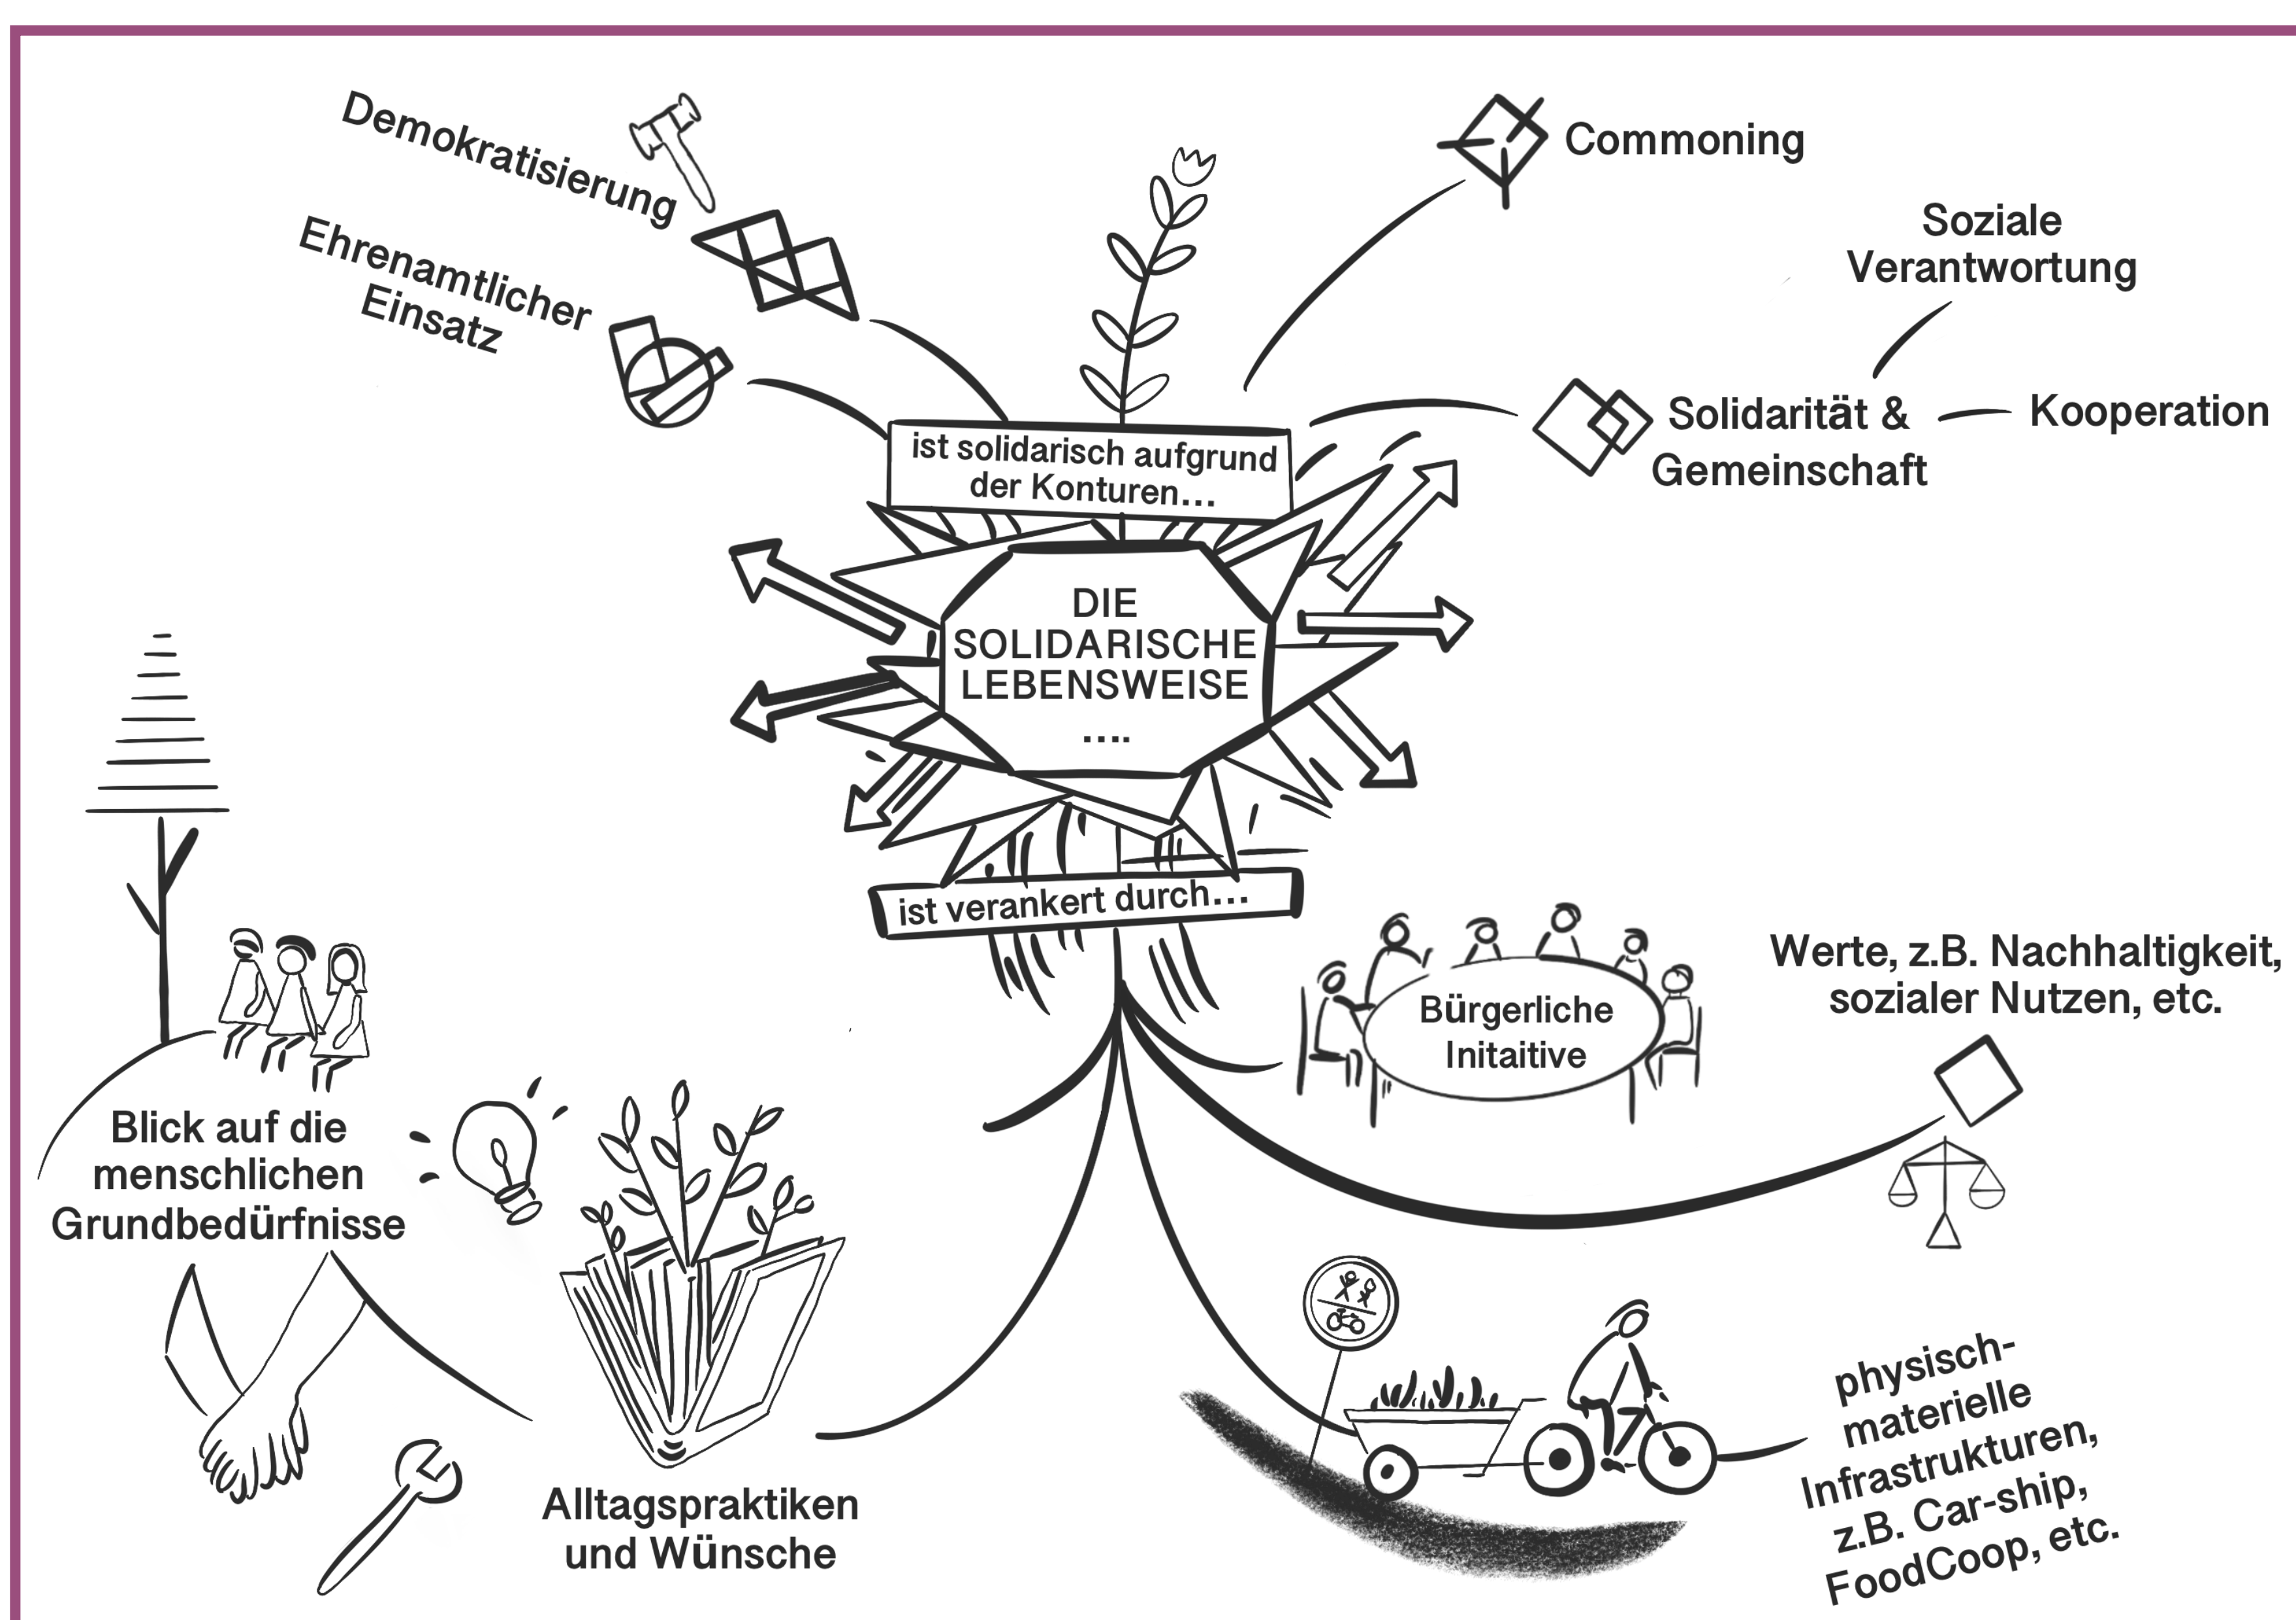 Demokratisierung
Ehrenamtlicher
Einsatz
Commoning
Soziale
Verantwortung
Solidarität & 
Gemeinschaft
Kooperation
ist solidarisch aufgrund
der Konturen...
DIE
SOLIDARISCHE
LEBENSWEISE
....
ist verankert durch...
Bürgerliche
Initaitive
Werte, z.B. Nachhaltigkeit,
sozialer Nutzen, etc.
Blick auf die
menschlichen
Grundbedürfnisse
Alltagspraktiken
und Wünsche
physisch-
materielle
Infrastrukturen,
z.B. Car-ship,
FoodCoop, etc.